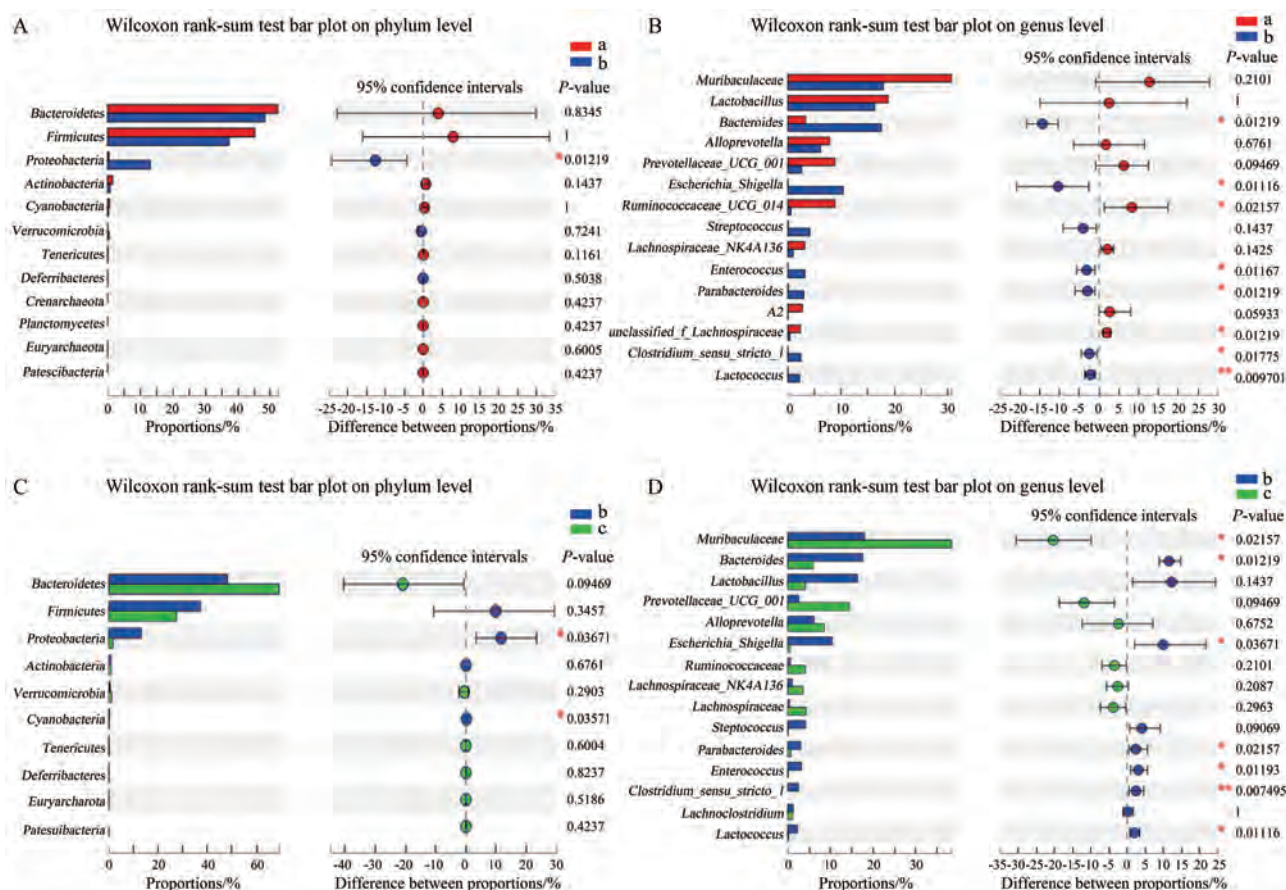 A Wilcoxon rank-sum test bar plot on phylum level
a
b
95% confidence intervals P-value
Bacteroidetes 0.8345
Firmicutes 1
Proteobacteria * 0.01219
Actinobacteria 0.1437
Cyanobacteria 1
Verrucomicrobia 0.7241
Tenericutes 0.1161
Deferribacteres 0.5038
Crenarchaeota 0.4237
Planctomycetes 0.4237
Euryarchaeota 0.6005
Patescibacteria 0.4237
0 10 20 30 40 50 -25-20-15-10-5 0 5 10 15 20 25 30 35
Proportions/% Difference between proportions/%
B Wilcoxon rank-sum test bar plot on genus level
a
b
95% confidence intervals P-value
Muribaculaceae 0.2101
Lactobacillus 1
Bacteroides * 0.01219
Alloprevotella 0.6761
Prevotellaceae_UCG_001 0.09469
Escherichia_Shigella * 0.01116
Ruminococcaceae_UCG_014 * 0.02157
Streptococcus 0.1437
Lachnospiraceae_NK4A136 0.1425
Enterococcus * 0.01167
Parabacteroides * 0.01219
A2 0.05933
unclassified_f_Lachnospiraceae * 0.01219
Clostridium_sensu_stricto_1 * 0.01775
Lactococcus ** 0.009701
0 10 20 30 -25-20-15-10 -5 0 5 10 15 20 25 30
Proportions/% Difference between proportions/%
C Wilcoxon rank-sum test bar plot on phylum level
b
c
95% confidence intervals P-value
Bacteroidetes 0.09469
Firmicutes 0.3457
Proteobacteria * 0.03671
Actinobacteria 0.6761
Verrucomicrobia 0.2903
Cyanobacteria * 0.03571
Tenericutes 0.6004
Deferribacteres 0.8237
Euryarcharota 0.5186
Patesuibacteria 0.4237
0 20 40 60 -40 -30 -20 -10 0 10 20 30
Proportions/% Difference between proportions/%
D Wilcoxon rank-sum test bar plot on genus level
b
c
95% confidence intervals P-value
Muribaculaceae * 0.02157
Bacteroides * 0.01219
Lactobacillus 0.1437
Prevotellaceae_UCG_001 0.09469
Alloprevotella 0.6752
Escherichia_Shigella * 0.03671
Ruminococcaceae 0.2101
Lachnospiraceae_NK4A136 0.2087
Lachnospiraceae 0.2963
Steptococcus 0.09069
Parabacteroides * 0.02157
Enterococcus * 0.01193
Clostridium_sensu_stricto_1 ** 0.007495
Lachnoclostridium 1
Lactococcus * 0.01116
0 10 20 30 -35-30-25-20-15-10 -5 0 5 10 15 20 25
Proportions/% Difference between proportions/%